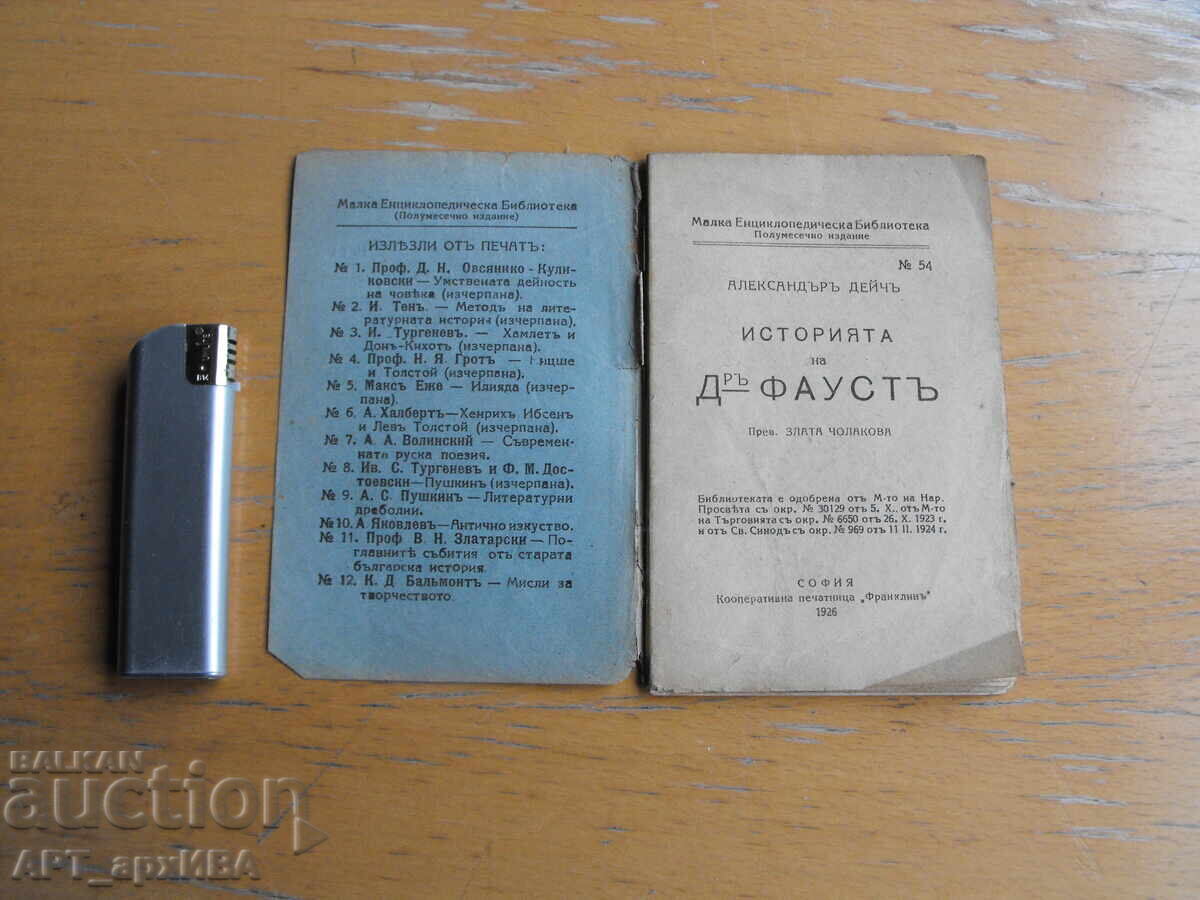 Малка Енциклопедическа Библиотека
(Полумесечно издание)
ИЗЛѢЗЛИ ОТЪ ПЕЧАТЪ:
№ 1. Проф. Д. Н. Овсянико-Кули-
ковски — Умствената дейность
на човѣка (изчерпана).
№ 2. И. Тенъ. — Методъ на лите-
ратурната история (изчерпана).
№ 3. И. Тургеневъ. — Хамлетъ и
Донъ-Кихотъ (изчерпана).
№ 4. Проф. Н. Я. Гротъ — Ницше
и Толстой (изчерпана).
№ 5. Максъ Еже — Илияда (изчер-
пана).
№ 6. А. Халбертъ—Хенрихъ Ибсенъ
и Левъ Толстой (изчерпана).
№ 7. А. А. Волинский — Съвремен-
ната руска поезия.
№ 8. Ив. С. Тургеневъ и Ф. М. Дос-
тоевски—Пушкинъ (изчерпана).
№ 9. А. С. Пушкинъ — Литературни
дреболии.
№ 10. А Яковлевъ—Антично изкуство.
№ 11. Проф В. Н. Златарски — По-
главнитѣ събития отъ старата
българска история.
№ 12. К. Д Бальмонтъ — Мисли за
творчеството.
Малка Енциклопедическа Библиотека
Полумесечно издание
№ 54
АЛЕКСАНДЪРЪ ДЕЙЧЪ
ИСТОРИЯТА
на
ДРЪ ФАУСТЪ
Прев. ЗЛАТА ЧОЛАКОВА
Библиотеката е одобрена отъ М-то на Нар.
Просвѣта съ окр. № 30129 отъ 5. X., отъ М-то
на Търговията съ окр. № 6650 отъ 26. X. 1923 г.
и отъ Св. Синодъ съ окр. № 969 отъ 11 II. 1924 г.
СОФИЯ
Кооперативна печатница „Франклинъ"
1926
БАЛКАН
auction
АРТ_архИВА